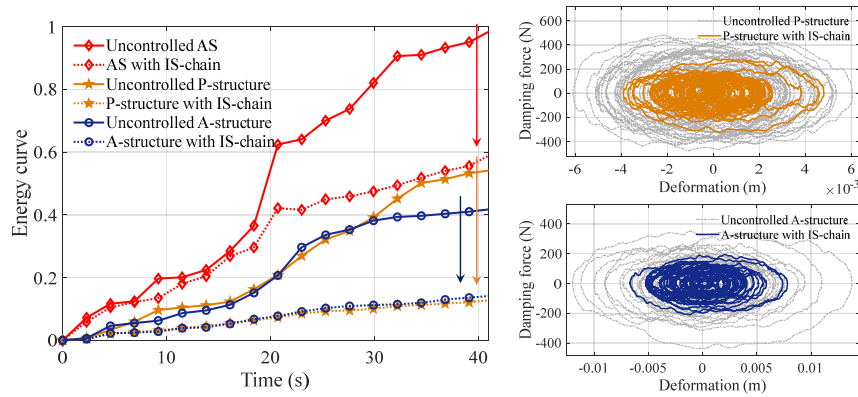 1
0.8
0.6
0.4
0.2
0
Energy curve
Uncontrolled AS
AS with IS-chain
Uncontrolled P-structure
P-structure with IS-chain
Uncontrolled A-structure
A-structure with IS-chain
0 10 20 30 40
Time (s)
600
400
200
0
-200
-400
Damping force (N)
Uncontrolled P-structure
P-structure with IS-chain
-6 -4 -2 0 2 4 6
Deformation (m)
×10⁻³
400
200
0
-200
-400
Damping force (N)
Uncontrolled A-structure
A-structure with IS-chain
-0.01 -0.005 0 0.005 0.01
Deformation (m)